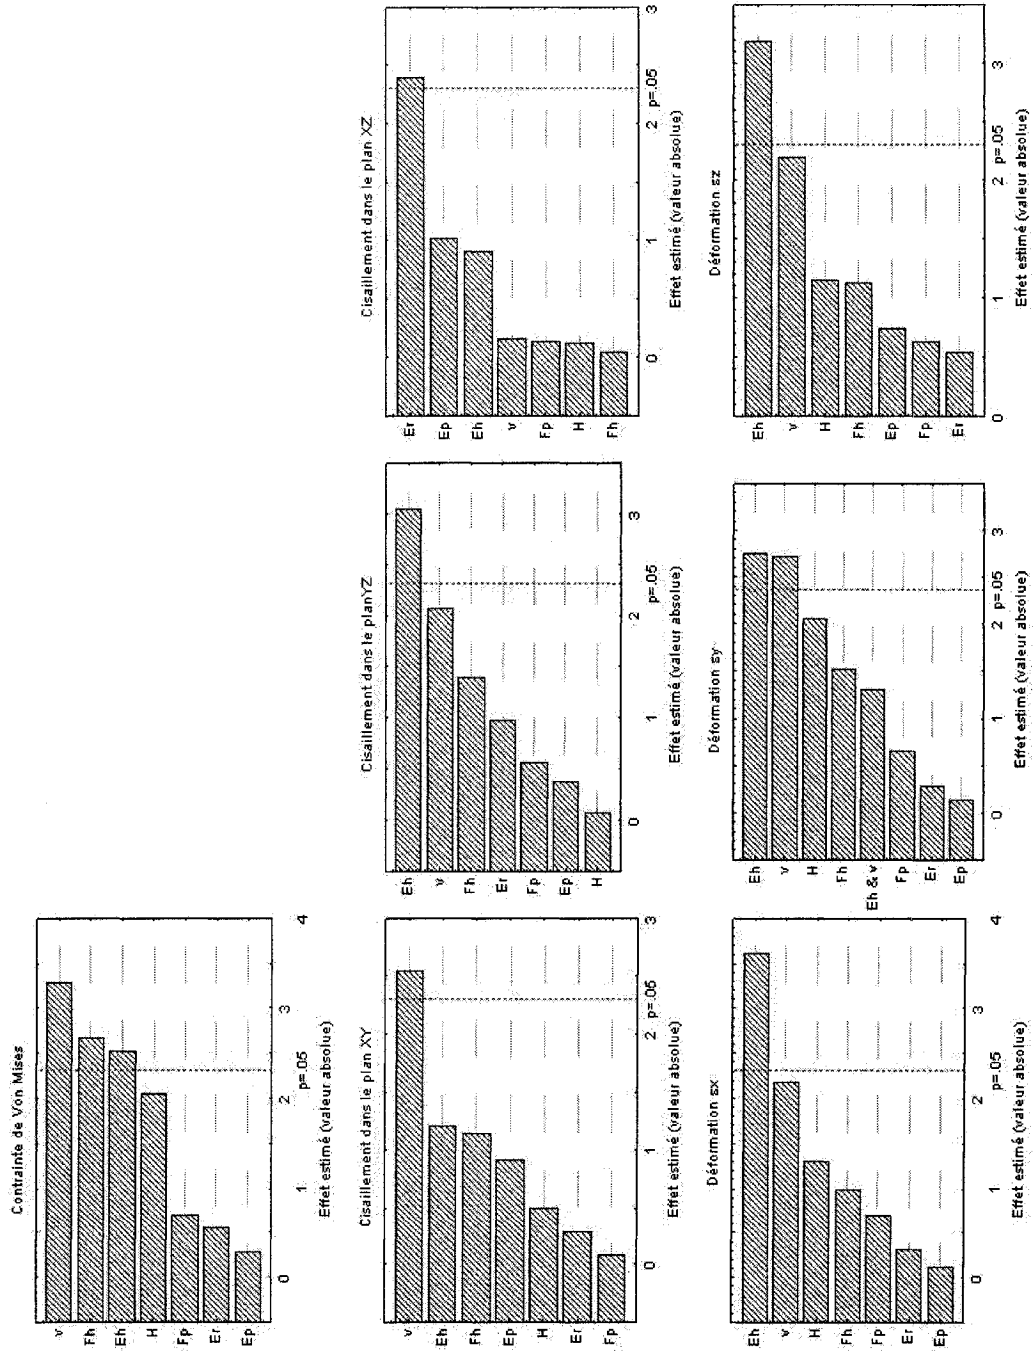 Contrainte de Von Mises
v
Fh
Eh
H
Fp
Er
Ep
0 1 2 p=.05 3 4
Effet estimé (valeur absolue)
Cisaillement dans le plan XY
v
Eh
Fh
Ep
H
Er
Fp
0 1 2 p=.05 3
Effet estimé (valeur absolue)
Cisaillement dans le planYZ
Eh
v
Fh
Er
Fp
Ep
H
0 1 2 p=.05 3
Effet estimé (valeur absolue)
Cisaillement dans le plan XZ
Er
Ep
Eh
v
Fp
H
Fh
0 1 2 p=.05 3
Effet estimé (valeur absolue)
Déformation sx
Eh
v
H
Fh
Fp
Er
Ep
0 1 2 p=.05 3 4
Effet estimé (valeur absolue)
Déformation sy
Eh
v
H
Fh
Eh & v
Fp
Er
Ep
0 1 2 p=.05 3
Effet estimé (valeur absolue)
Déformation sz
Eh
v
H
Fh
Ep
Fp
Er
0 1 2 p=.05 3
Effet estimé (valeur absolue)